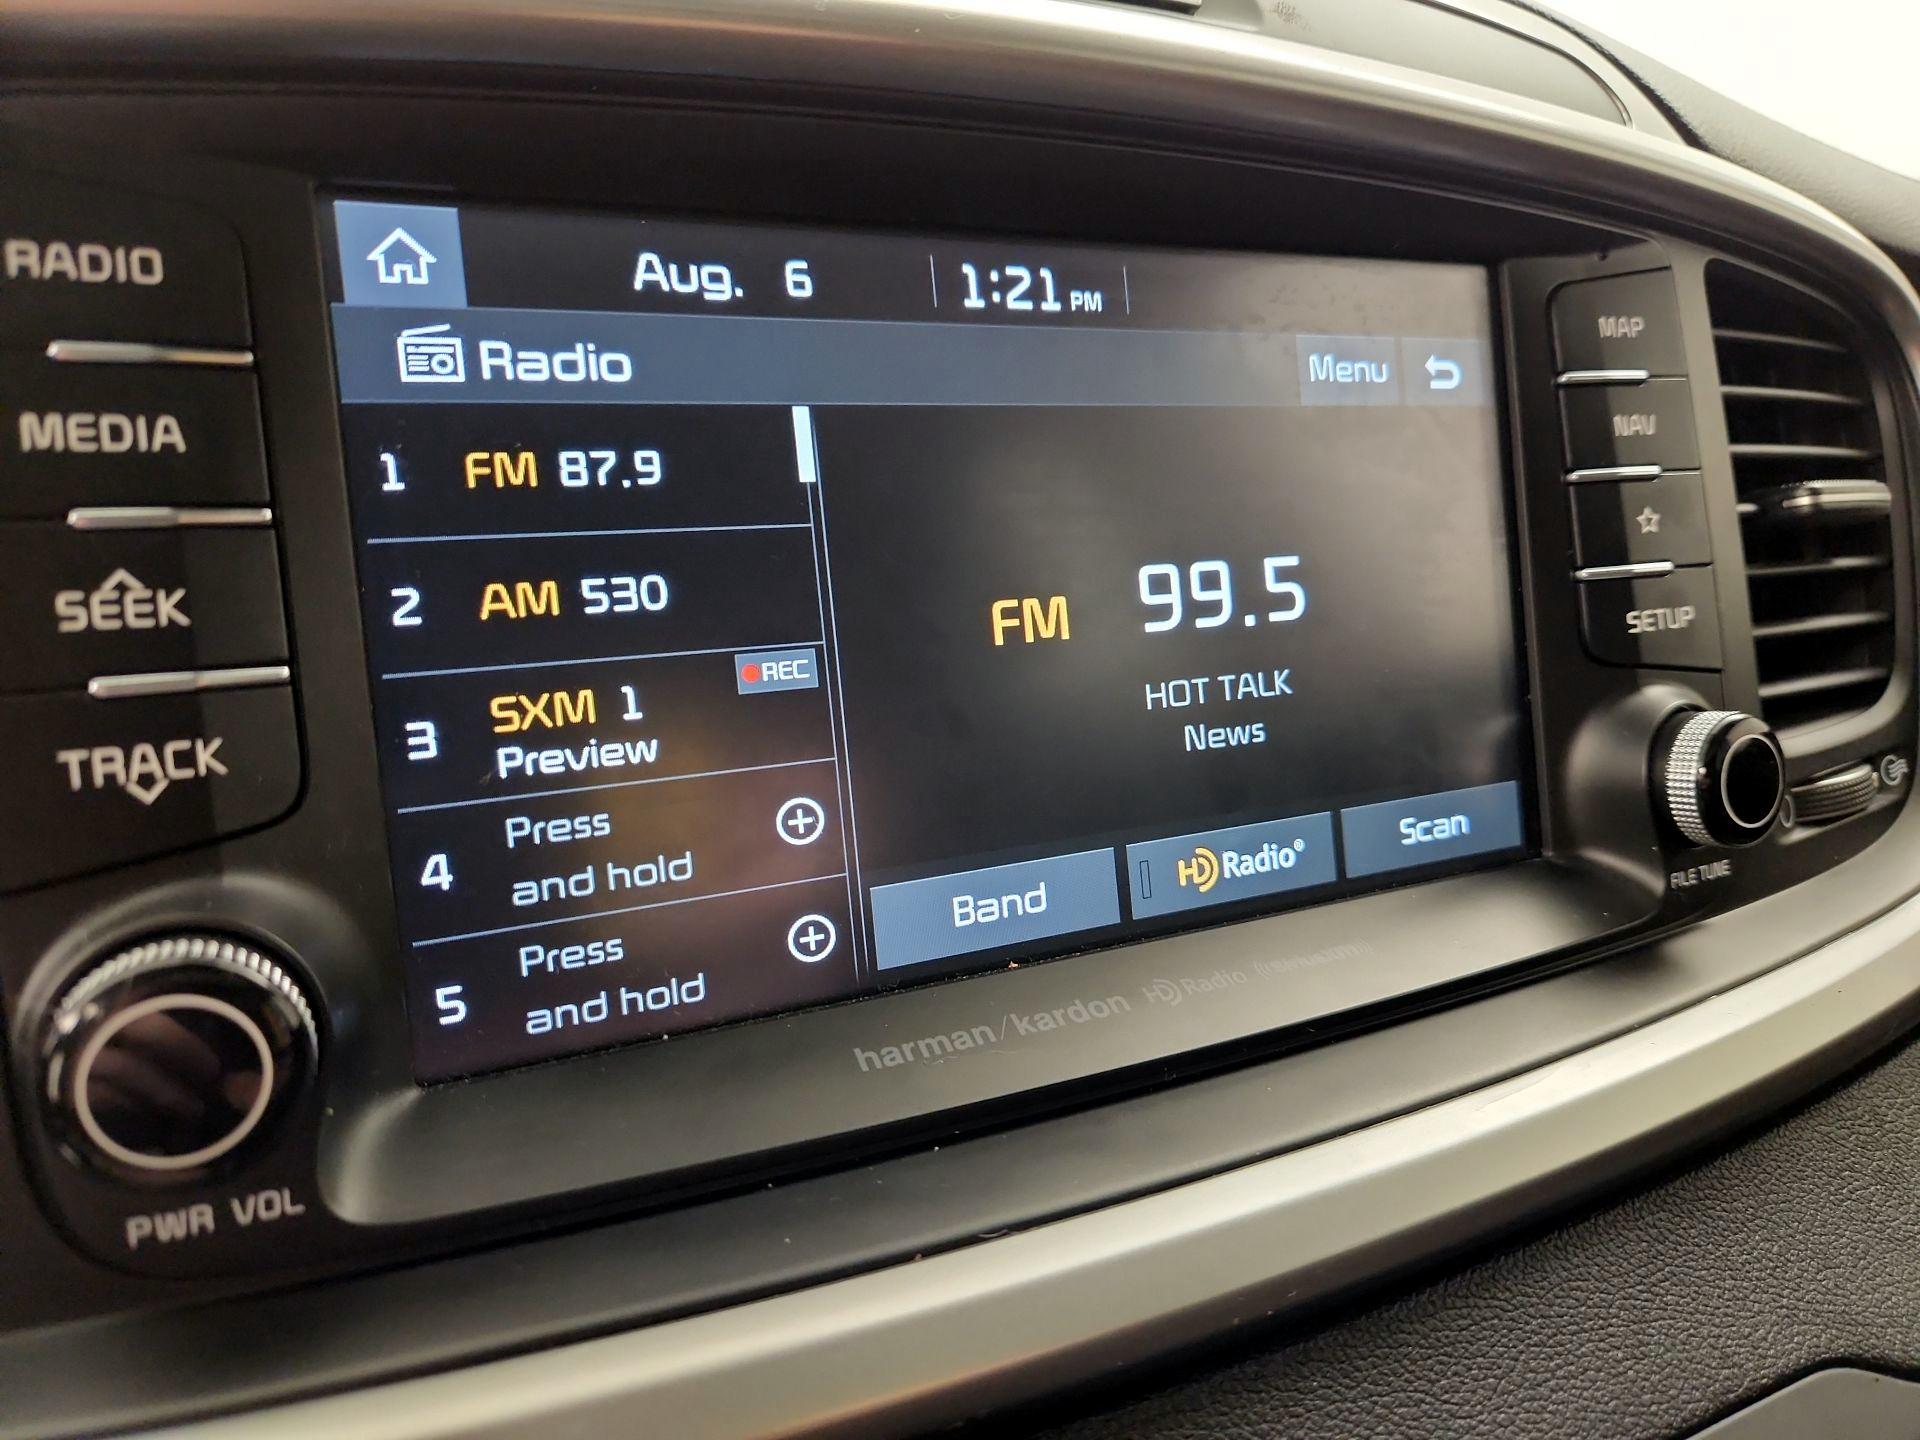 RADIO
MEDIA
SEEK
TRACK
PWR VOL
Aug. 6 1:21 PM
Radio
Menu
1 FM 87.9
2 AM 530
3 SXM 1
REC
Preview
4 Press
and hold
5 Press
and hold
FM 99.5
HOT TALK
News
Band
HD Radio®
Scan
harman/kardon HD Radio ((siriusxm))
MAP
NAV
SETUP
FILE TUNE